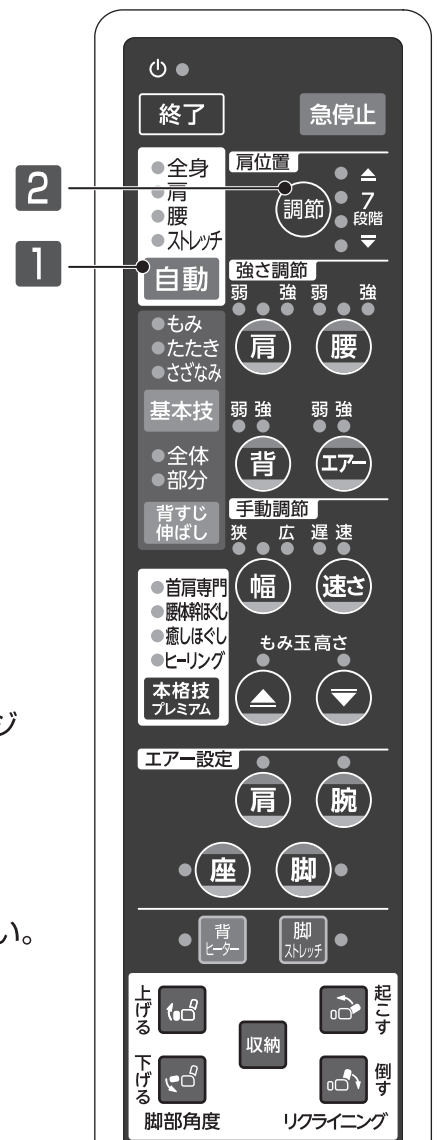 終了
急停止
全身
肩
腰
ストレッチ
自動
肩位置
調節
7
段階
2
1
強さ調節
弱 強 弱 強
肩 腰
もみ
たたき
さざなみ
基本技
弱 強 弱 強
背 エアー
全体
部分
背すじ
伸ばし
手動調節
狭 広 遅 速
幅 速さ
首肩専門
腰体幹ほぐし
癒しほぐし
ヒーリング
本格技
プレミアム
もみ玉高さ
ジ
エアー設定
肩 腕
座 脚
い。
背
ヒーター
脚
ストレッチ
上げる
起こす
収納
下げる
倒す
脚部角度
リクライニング